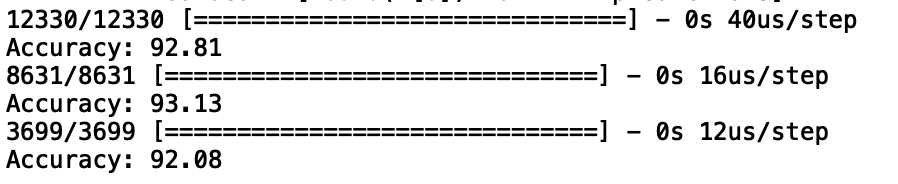 12330/12330 [==============================] - 0s 40us/step
Accuracy: 92.81
8631/8631 [==============================] - 0s 16us/step
Accuracy: 93.13
3699/3699 [==============================] - 0s 12us/step
Accuracy: 92.08